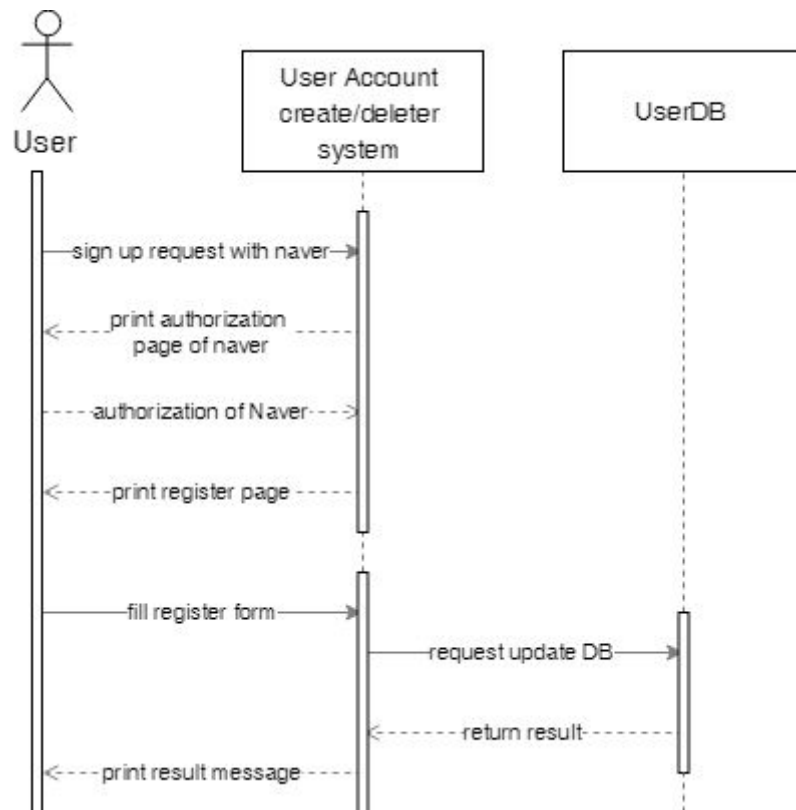 User
User Account
create/deleter
system
UserDB
sign up request with naver
print authorization
page of naver
authorization of Naver
print register page
fill register form
request update DB
return result
print result message